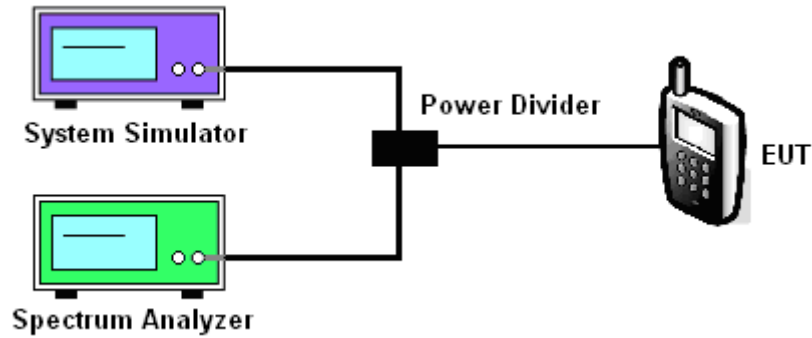 System Simulator
Power Divider
EUT
Spectrum Analyzer